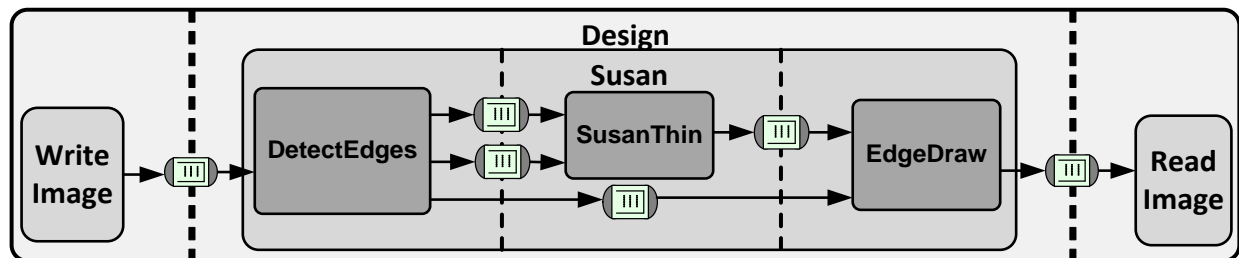 Design
Susan
Write
Image
DetectEdges
SusanThin
EdgeDraw
Read
Image